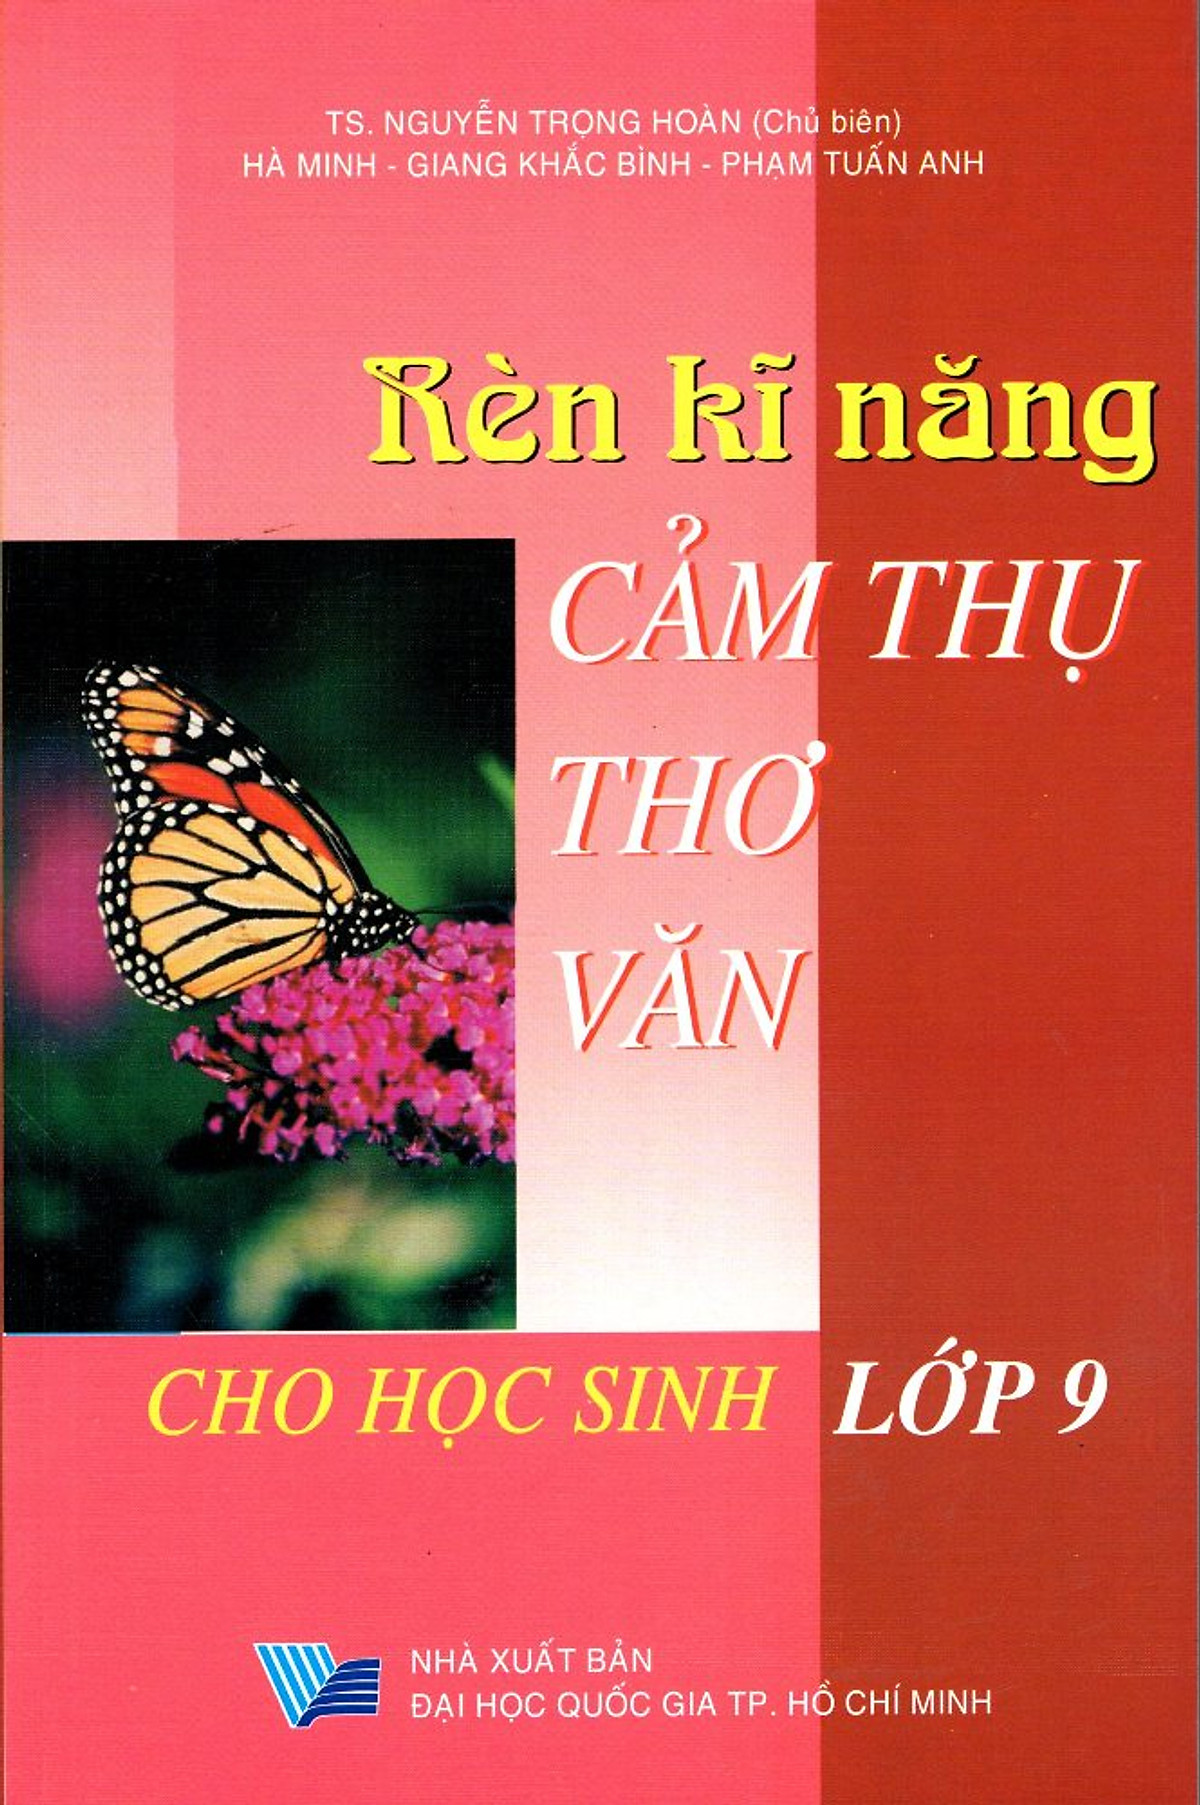 TS. NGUYỄN TRỌNG HOÀN (Chủ biên)
HÀ MINH - GIANG KHẮC BÌNH - PHẠM TUẤN ANH
Rèn kĩ năng
CẢM THỤ
THƠ
VĂN
CHO HỌC SINH LỚP 9
NHÀ XUẤT BẢN
ĐẠI HỌC QUỐC GIA TP. HỒ CHÍ MINH